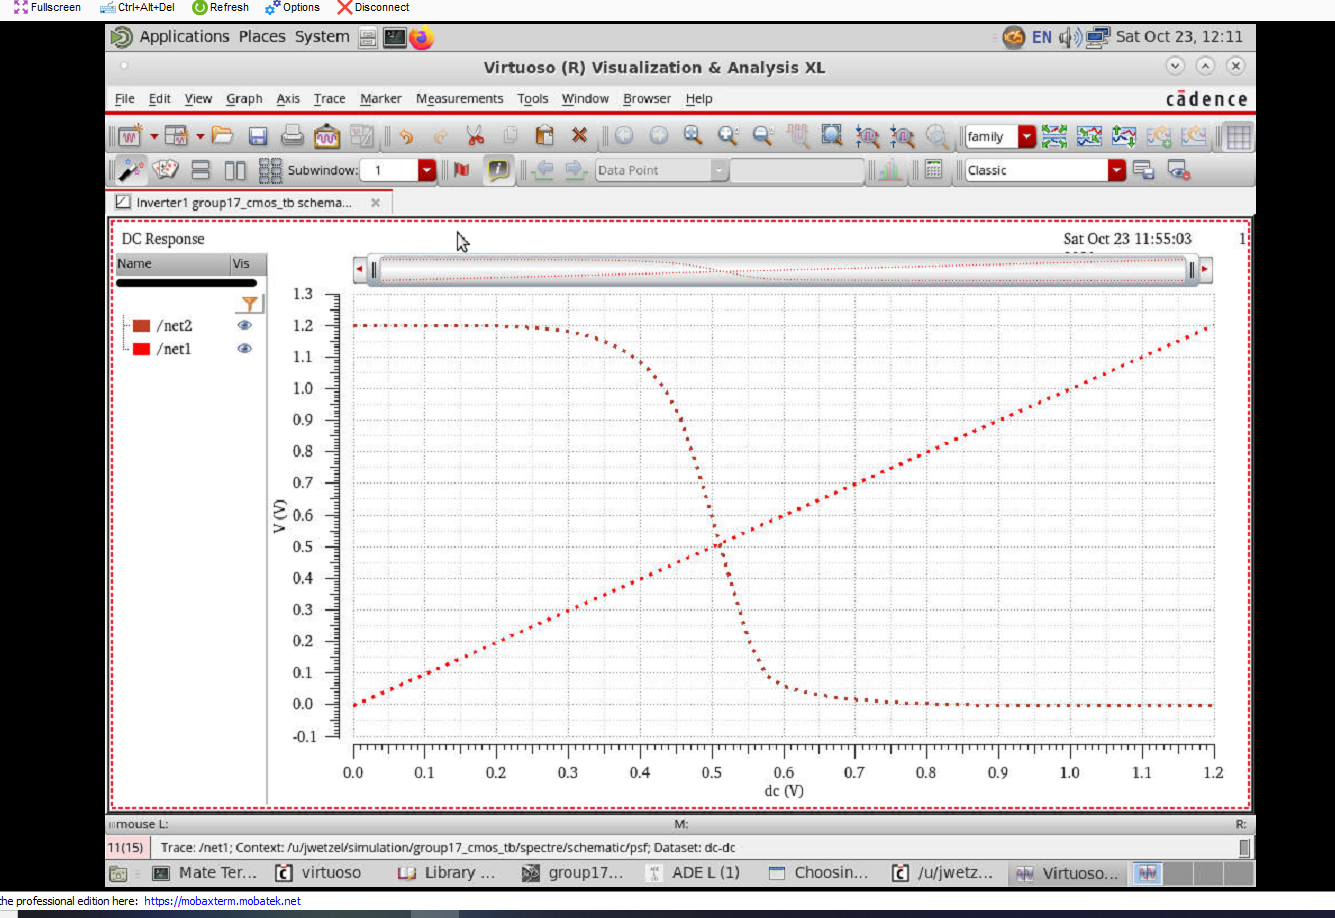 Fullscreen Ctrl+Alt+Del Refresh Options Disconnect
Applications Places System EN Sat Oct 23, 12:11
Virtuoso (R) Visualization & Analysis XL
File Edit View Graph Axis Trace Marker Measurements Tools Window Browser Help cādence
family
Subwindow: 1 Data Point Classic
Inverter1 group17_cmos_tb schema...
DC Response Sat Oct 23 11:55:03 1
Name Vis
/net2
/net1
1.3
1.2
1.1
1.0
0.9
0.8
0.7
0.6
0.5
0.4
0.3
0.2
0.1
0.0
-0.1
V (V)
0.0 0.1 0.2 0.3 0.4 0.5 0.6 0.7 0.8 0.9 1.0 1.1 1.2
dc (V)
mouse L: M: R:
11(15) Trace: /net1; Context: /u/jwetzel/simulation/group17_cmos_tb/spectre/schematic/psf; Dataset: dc-dc
Mate Ter... virtuoso Library ... group17... ADE L (1) Choosin... /u/jwetz... Virtuoso...
the professional edition here: https://mobaxterm.mobatek.net